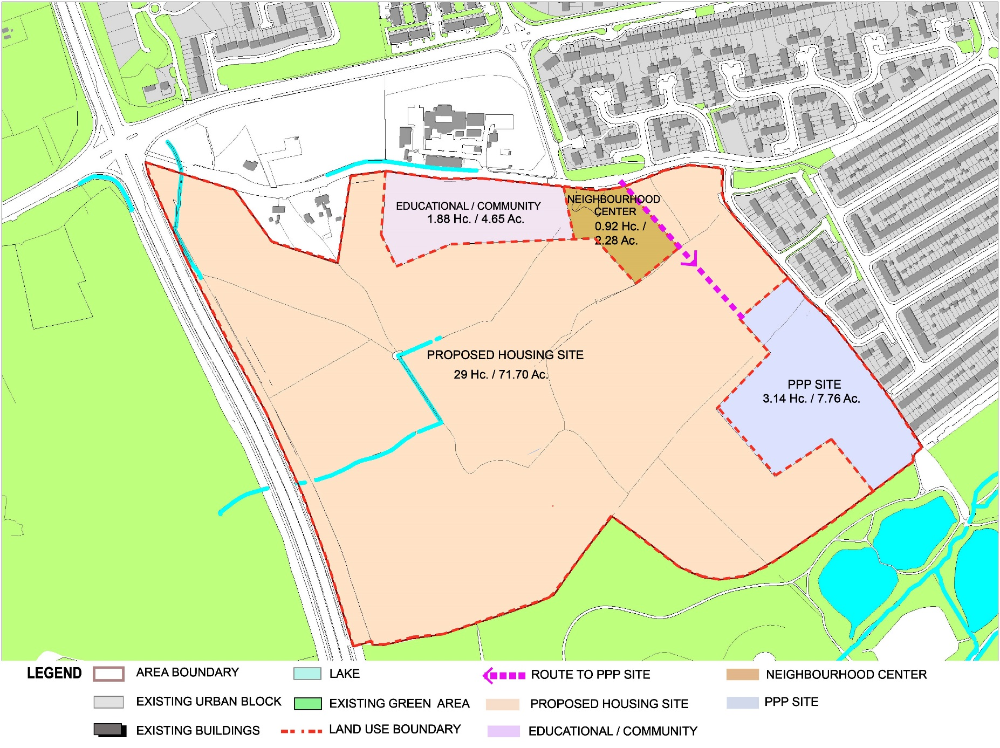 EDUCATIONAL / COMMUNITY
1.88 Hc. / 4.65 Ac.
NEIGHBOURHOOD
CENTER
0.92 Hc. /
2.28 Ac.
PROPOSED HOUSING SITE
29 Hc. / 71.70 Ac.
PPP SITE
3.14 Hc. / 7.76 Ac.
LEGEND
AREA BOUNDARY
LAKE
ROUTE TO PPP SITE
NEIGHBOURHOOD CENTER
EXISTING URBAN BLOCK
EXISTING GREEN AREA
PROPOSED HOUSING SITE
PPP SITE
EXISTING BUILDINGS
LAND USE BOUNDARY
EDUCATIONAL / COMMUNITY